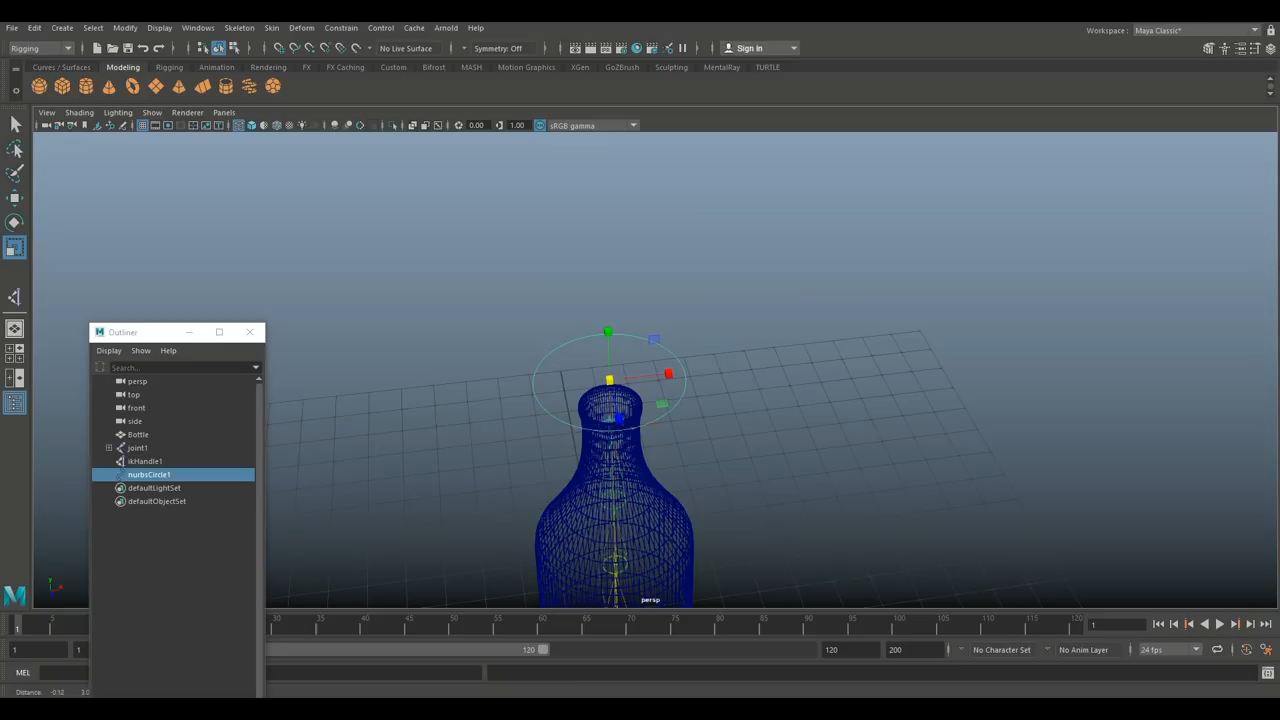 File Edit Create Select Modify Display Windows Skeleton Skin Deform Constrain Control Cache Arnold Help
Workspace : Maya Classic*
Rigging No Live Surface Symmetry: Off Sign In
Curves / Surfaces Modeling Rigging Animation Rendering FX FX Caching Custom Bifrost MASH Motion Graphics XGen GoZBrush Sculpting MentalRay TURTLE
View Shading Lighting Show Renderer Panels
0.00 1.00 sRGB gamma
M Outliner
Display Show Help
Search...
persp
top
front
side
Bottle
joint1
ikHandle1
nurbsCircle1
defaultLightSet
defaultObjectSet
y
x
persp
1 5 30 35 40 45 50 55 60 65 70 75 80 85 90 95 100 105 110 115 120 1
1 1 120 120 200 No Character Set No Anim Layer 24 fps
MEL
Distance: -0.12